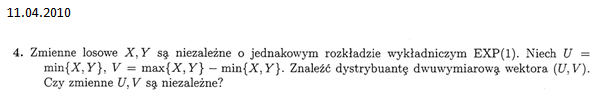 11.04.2010
4. Zmienne losowe X, Y są niezależne o jednakowym rozkładzie wykładniczym EXP(1). Niech U =
min{X, Y}, V = max{X, Y} − min{X, Y}. Znaleźć dystrybuantę dwuwymiarową wektora (U, V).
Czy zmienne U, V są niezależne?